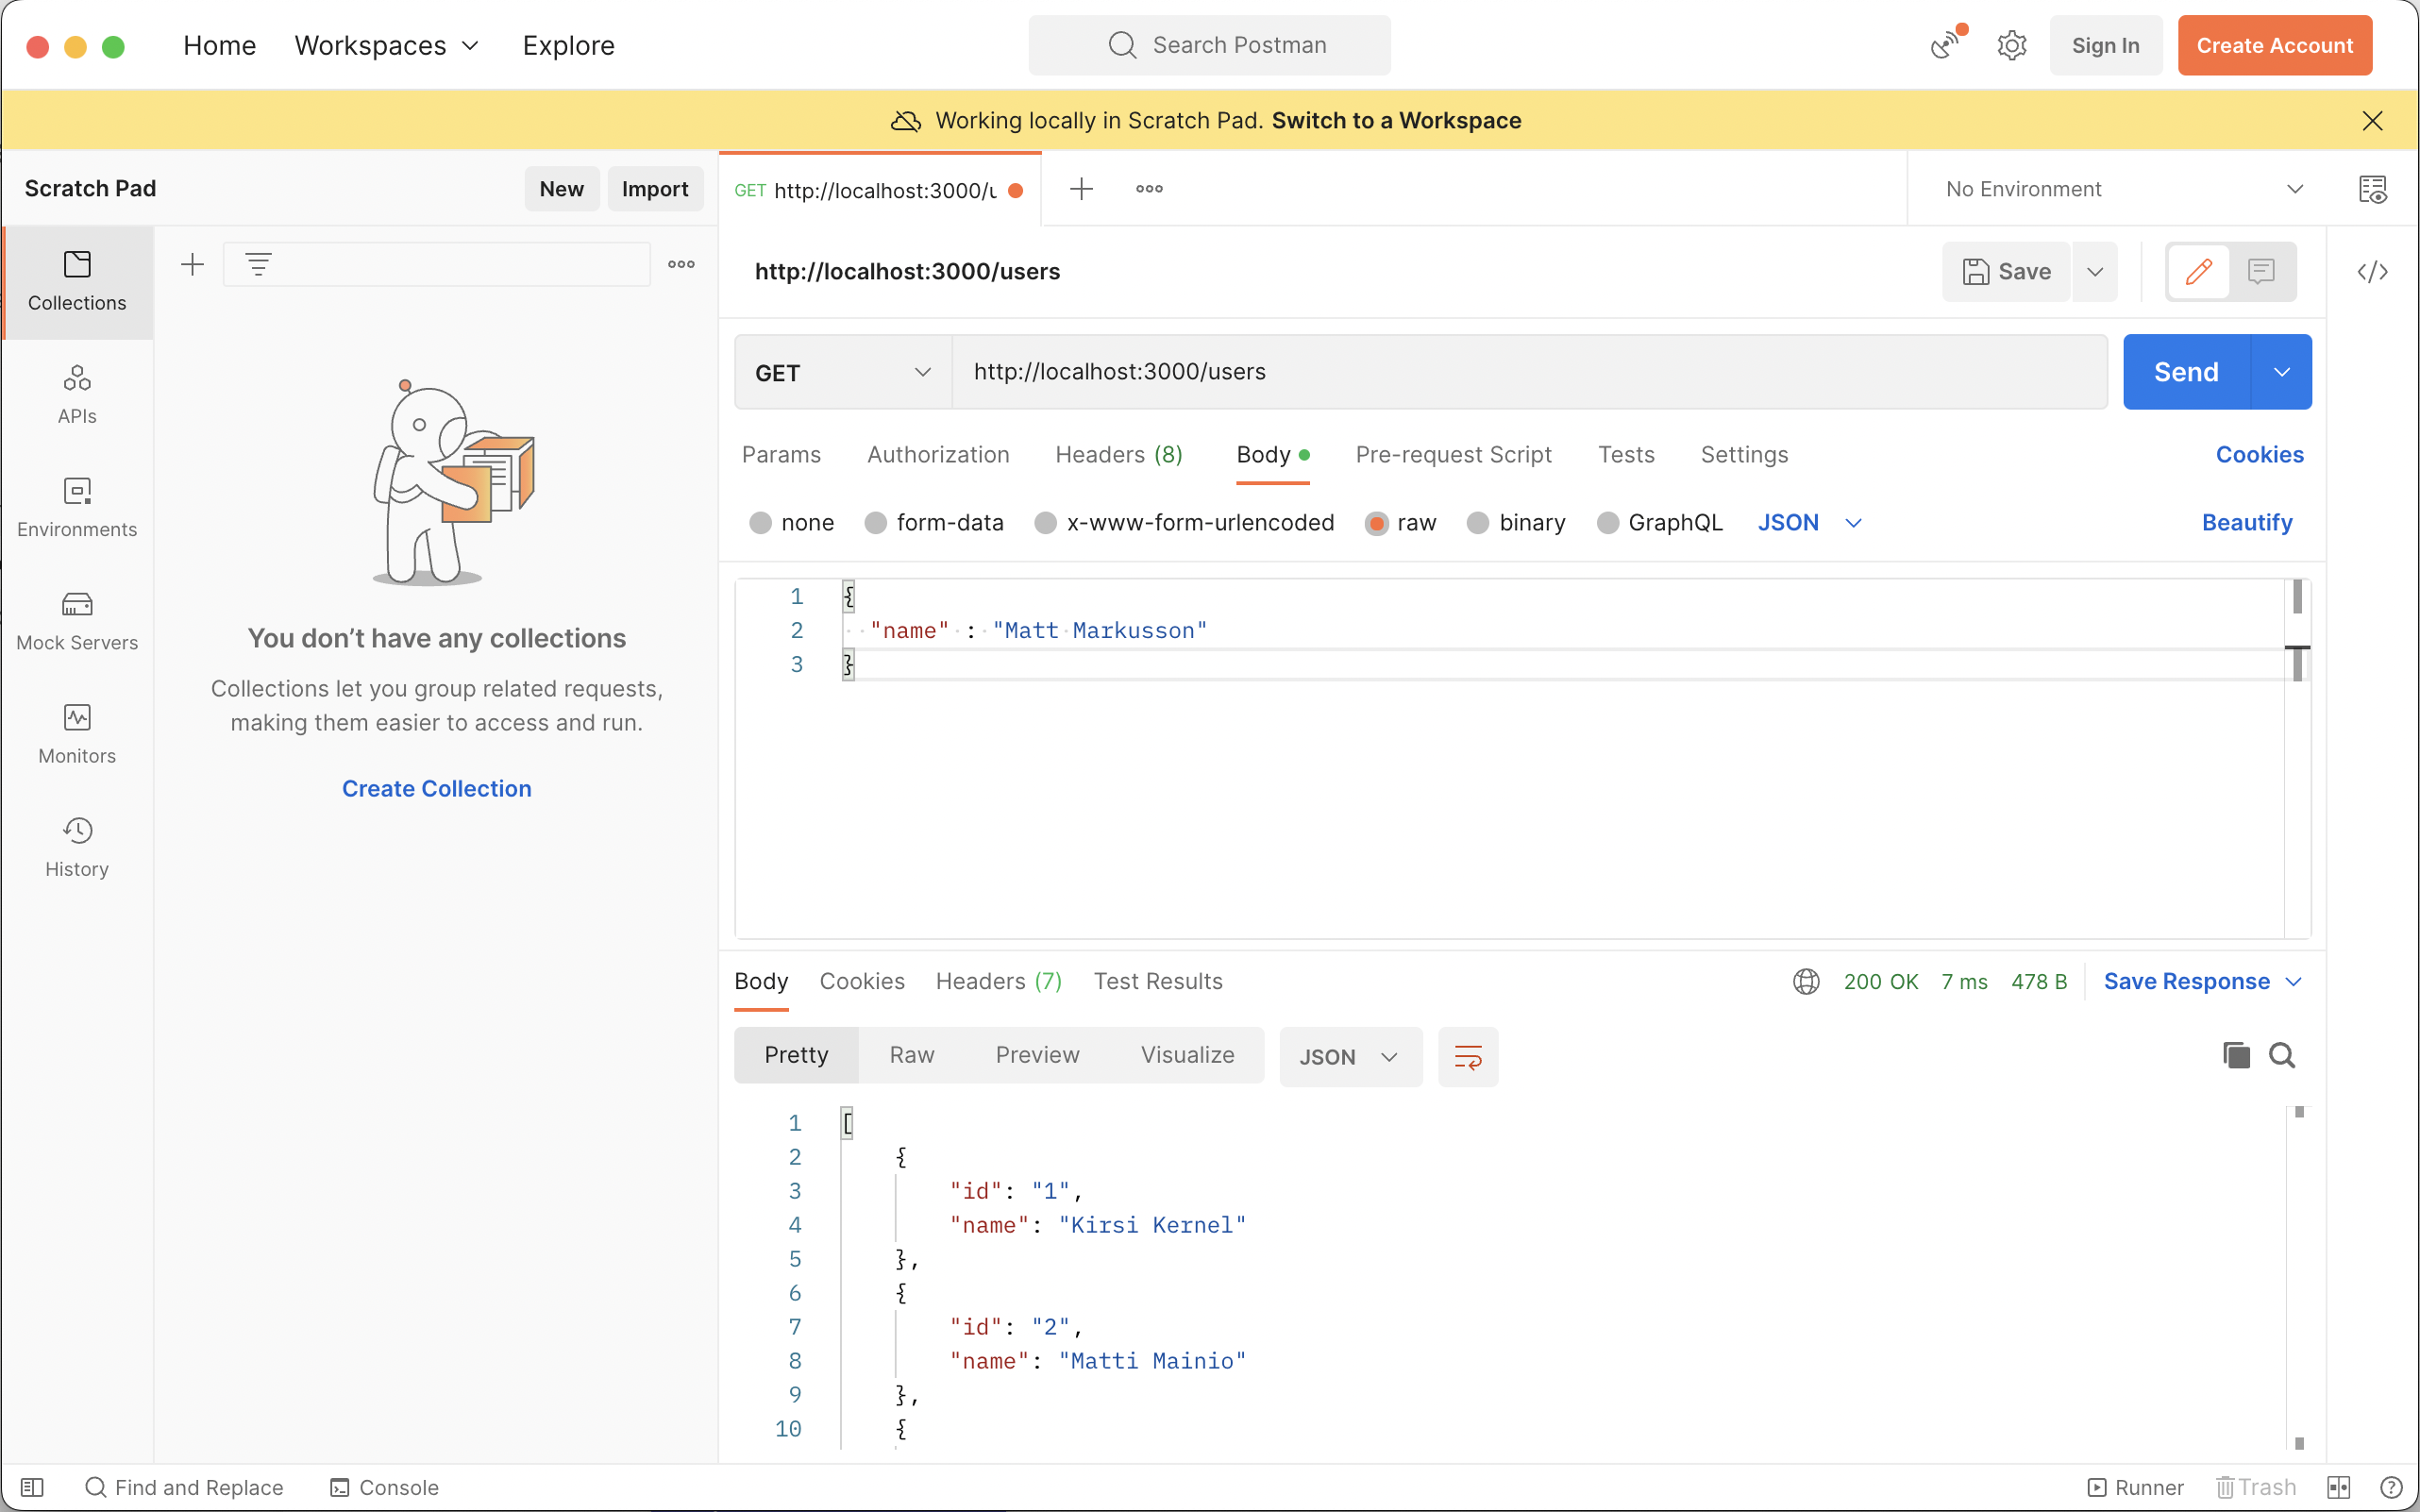 Home Workspaces Explore Search Postman Sign In Create Account
Working locally in Scratch Pad. Switch to a Workspace
Scratch Pad New Import GET http://localhost:3000/u No Environment
http://localhost:3000/users Save
Collections
GET http://localhost:3000/users Send
APIs
Params Authorization Headers (8) Body Pre-request Script Tests Settings Cookies
none form-data x-www-form-urlencoded raw binary GraphQL JSON Beautify
Environments
1 {
2 "name" : "Matt Markusson"
3 }
Mock Servers
You don’t have any collections
Collections let you group related requests,
making them easier to access and run.
Monitors
Create Collection
History
Body Cookies Headers (7) Test Results 200 OK 7 ms 478 B Save Response
Pretty Raw Preview Visualize JSON
1 [
2 {
3 "id": "1",
4 "name": "Kirsi Kernel"
5 },
6 {
7 "id": "2",
8 "name": "Matti Mainio"
9 },
10 {
Find and Replace Console Runner Trash